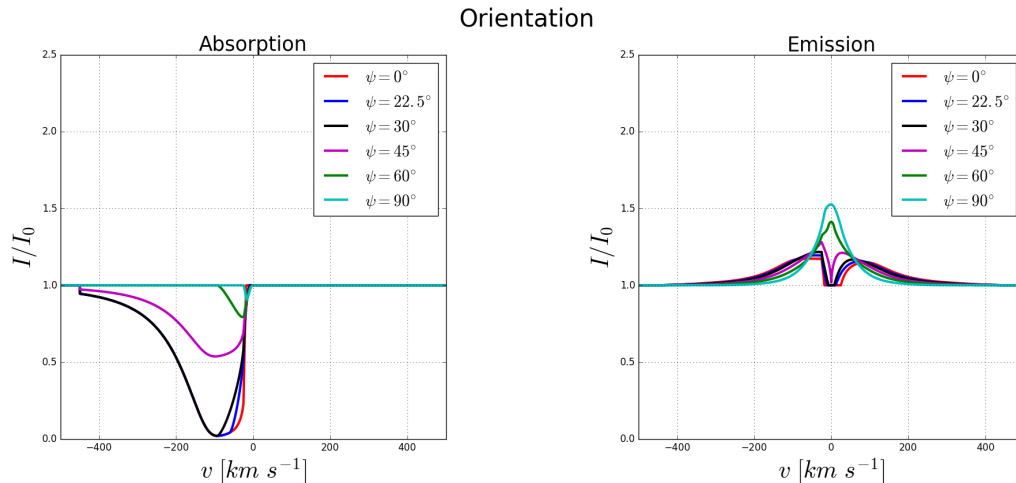 Orientation
Absorption
2.5
2.0
1.5
1.0
0.5
0.0
−400
−200
0
200
400
I/I₀
v [km s⁻¹]
ψ = 0°
ψ = 22.5°
ψ = 30°
ψ = 45°
ψ = 60°
ψ = 90°
Emission
2.5
2.0
1.5
1.0
0.5
0.0
−400
−200
0
200
400
I/I₀
v [km s⁻¹]
ψ = 0°
ψ = 22.5°
ψ = 30°
ψ = 45°
ψ = 60°
ψ = 90°